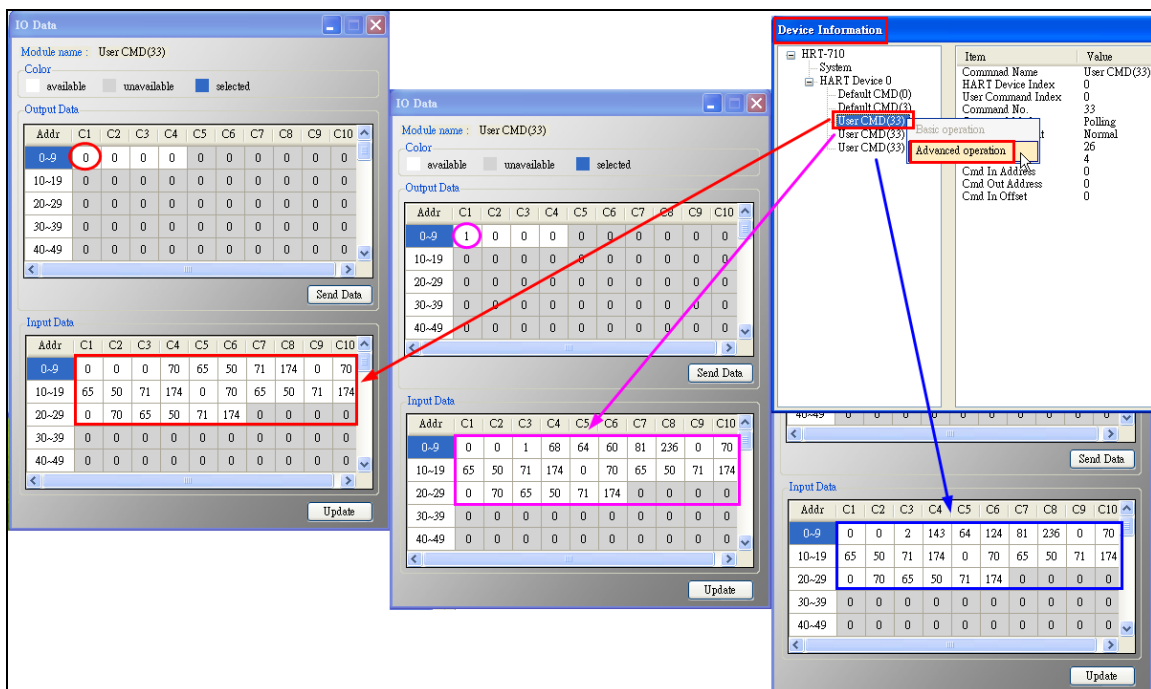 IO Data
Module name : User CMD(33)
Color
available unavailable selected
Output Data
Addr C1 C2 C3 C4 C5 C6 C7 C8 C9 C10
0~9 0 0 0 0 0 0 0 0 0 0
10~19 0 0 0 0 0 0 0 0 0 0
20~29 0 0 0 0 0 0 0 0 0 0
30~39 0 0 0 0 0 0 0 0 0 0
40~49 0 0 0 0 0 0 0 0 0 0
Send Data
Input Data
Addr C1 C2 C3 C4 C5 C6 C7 C8 C9 C10
0~9 0 0 0 70 65 50 71 174 0 70
10~19 65 50 71 174 0 70 65 50 71 174
20~29 0 70 65 50 71 174 0 0 0 0
30~39 0 0 0 0 0 0 0 0 0 0
40~49 0 0 0 0 0 0 0 0 0 0
Update
IO Data
Module name : User CMD(33)
Color
available unavailable selected
Output Data
Addr C1 C2 C3 C4 C5 C6 C7 C8 C9 C10
0~9 1 0 0 0 0 0 0 0 0 0
10~19 0 0 0 0 0 0 0 0 0 0
20~29 0 0 0 0 0 0 0 0 0 0
30~39 0 0 0 0 0 0 0 0 0 0
40~49 0 0 0 0 0 0 0 0 0 0
Send Data
Input Data
Addr C1 C2 C3 C4 C5 C6 C7 C8 C9 C10
0~9 0 0 1 68 64 60 81 236 0 70
10~19 65 50 71 174 0 70 65 50 71 174
20~29 0 70 65 50 71 174 0 0 0 0
30~39 0 0 0 0 0 0 0 0 0 0
40~49 0 0 0 0 0 0 0 0 0 0
Update
Device Information
HRT-710
System
HART Device 0
Default CMD(0)
Default CMD(3)
User CMD(33)
User CMD(33)
User CMD(33)
Basic operation
Advanced operation
Item Value
Commnad Name User CMD(33)
HART Device Index 0
User Command Index 0
Command No. 33
Polling
Normal
26
4
Cmd In Address 0
Cmd Out Address 0
Cmd In Offset 0
40~49 0 0 0 0 0 0 0 0 0 0
Send Data
Input Data
Addr C1 C2 C3 C4 C5 C6 C7 C8 C9 C10
0~9 0 0 2 143 64 124 81 236 0 70
10~19 65 50 71 174 0 70 65 50 71 174
20~29 0 70 65 50 71 174 0 0 0 0
30~39 0 0 0 0 0 0 0 0 0 0
40~49 0 0 0 0 0 0 0 0 0 0
Update